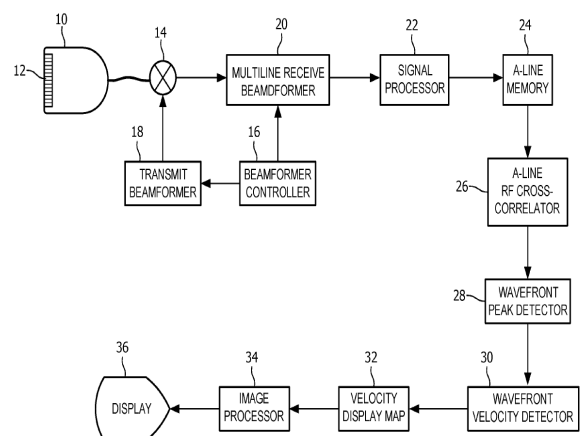 10
12
14
20
MULTILINE RECEIVE
BEAMDFORMER
22
SIGNAL
PROCESSOR
24
A-LINE
MEMORY
18
TRANSMIT
BEAMFORMER
16
BEAMFORMER
CONTROLLER
26
A-LINE
RF CROSS-
CORRELATOR
28
WAVEFRONT
PEAK DETECTOR
36
DISPLAY
34
IMAGE
PROCESSOR
32
VELOCITY
DISPLAY MAP
30
WAVEFRONT
VELOCITY DETECTOR